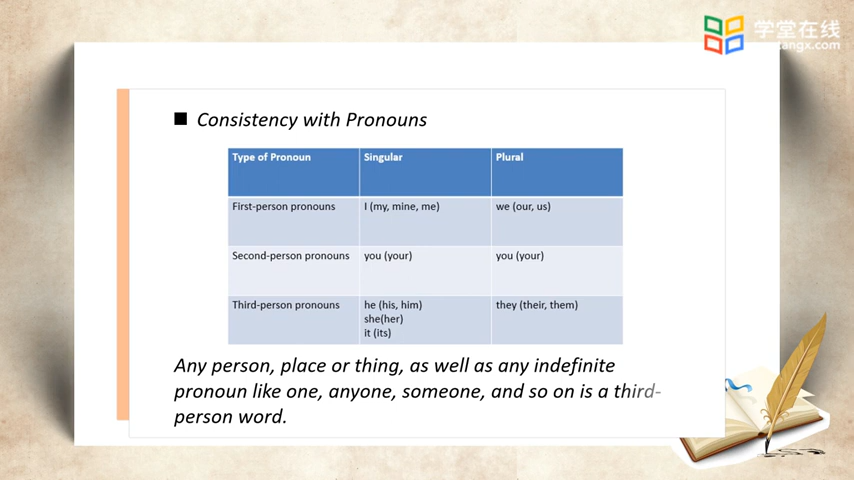 学堂在线
Consistency with Pronouns
Type of Pronoun Singular Plural
First-person pronouns I (my, mine, me) we (our, us)
Second-person pronouns you (your) you (your)
Third-person pronouns he (his, him) they (their, them)
she(her)
it (its)
Any person, place or thing, as well as any indefinite
pronoun like one, anyone, someone, and so on is a third-
person word.